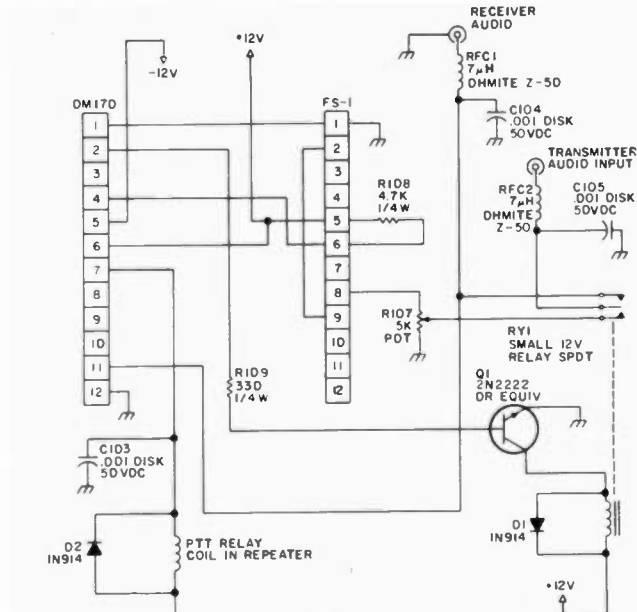 RECEIVER
AUDIO
+12V
-12V
RFC1
7µH
OHMITE Z-50
DM170
FS-1
C104
.001 DISK
50VDC
1
2
3
4
5
6
7
8
9
10
11
12
1
2
3
4
5
6
7
8
9
10
11
12
TRANSMITTER
AUDIO INPUT
RFC2
7µH
OHMITE
Z-50
C105
.001 DISK
50VDC
R108
4.7K
1/4W
R107
5K
POT
RY1
SMALL 12V
RELAY SPDT
R109
330
1/4W
Q1
2N2222
OR EQUIV
C103
.001 DISK
50VDC
D2
1N914
PTT RELAY
COIL IN REPEATER
D1
1N914
+12V